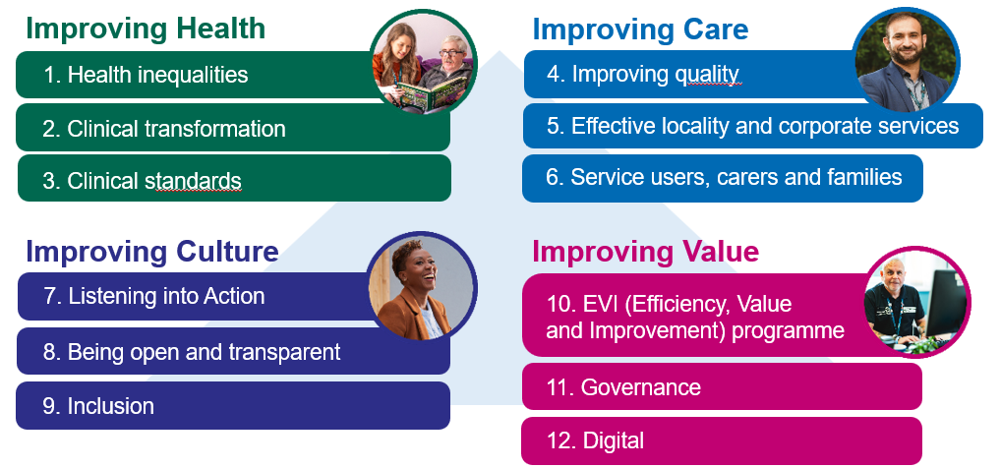 Improving Health
1. Health inequalities
2. Clinical transformation
3. Clinical standards
Improving Care
4. Improving quality
5. Effective locality and corporate services
6. Service users, carers and families
Improving Culture
7. Listening into Action
8. Being open and transparent
9. Inclusion
Improving Value
10. EVI (Efficiency, Value
and Improvement) programme
11. Governance
12. Digital